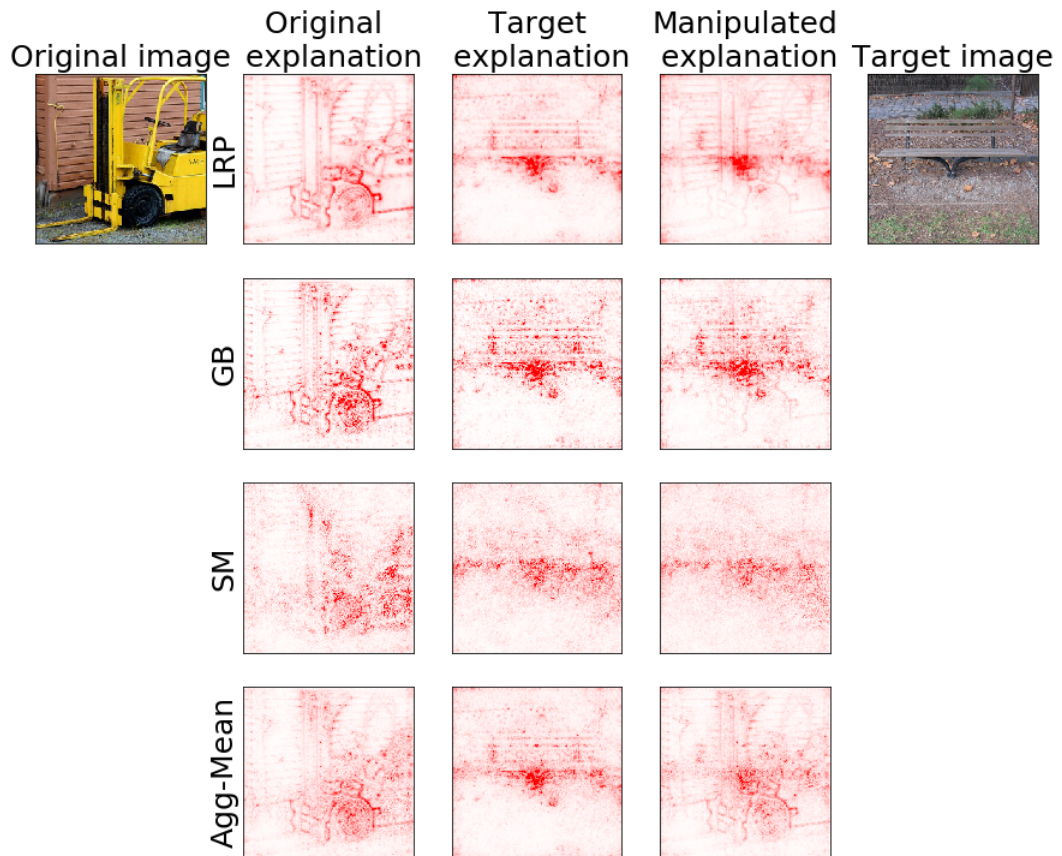 Original image
Original
explanation
Target
explanation
Manipulated
explanation
Target image
LRP
GB
SM
Agg-Mean